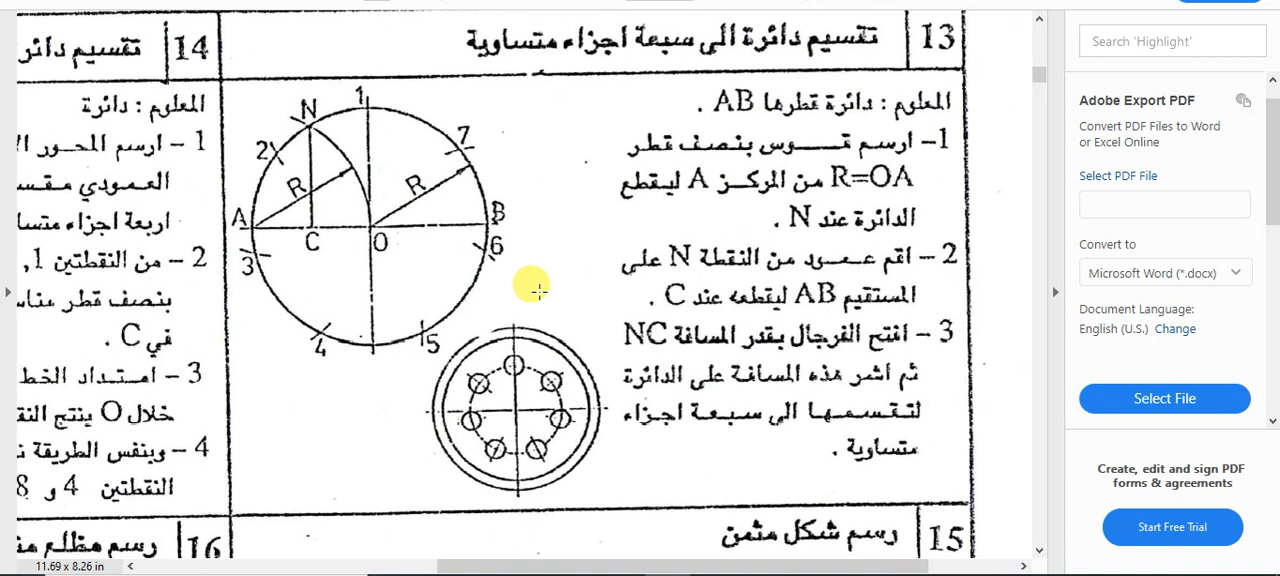 13 تقسيم دائرة الى سبعة اجزاء متساوية
المعلوم : دائرة قطرها AB .
1- ارسم قـــوس بنصف قطر
R=OA من المركز A ليقطع
الدائرة عند N .
2- اقم عمود من النقطة N على
المستقيم AB ليقطعه عند C .
3- افتح الفرجال بقدر المسافة NC
ثم اشر هذه المسافة على الدائرة
لتقسمها الى سبعة اجزاء
متساوية .
N
1
7
2
R
R
A
B
C
O
3
6
4
5
14 تقسيم دائر
المعلوم : دائرة
1- ارسم المحور ال
العمودي مقس
اربعة اجزاء متسا
2- من النقطتين 1,
بنصف قطر مناس
في C .
3- امتداد الخط
خلال O ينتج النق
4- وبنفس الطريقة ن
النقطتين 4 و 8
15 رسم شكل مثمن
16
11.69 x 8.26 in
Search 'Highlight'
Adobe Export PDF
Convert PDF Files to Word
or Excel Online
Select PDF File
Convert to
Microsoft Word (*.docx)
Document Language:
English (U.S.) Change
Select File
Create, edit and sign PDF
forms & agreements
Start Free Trial